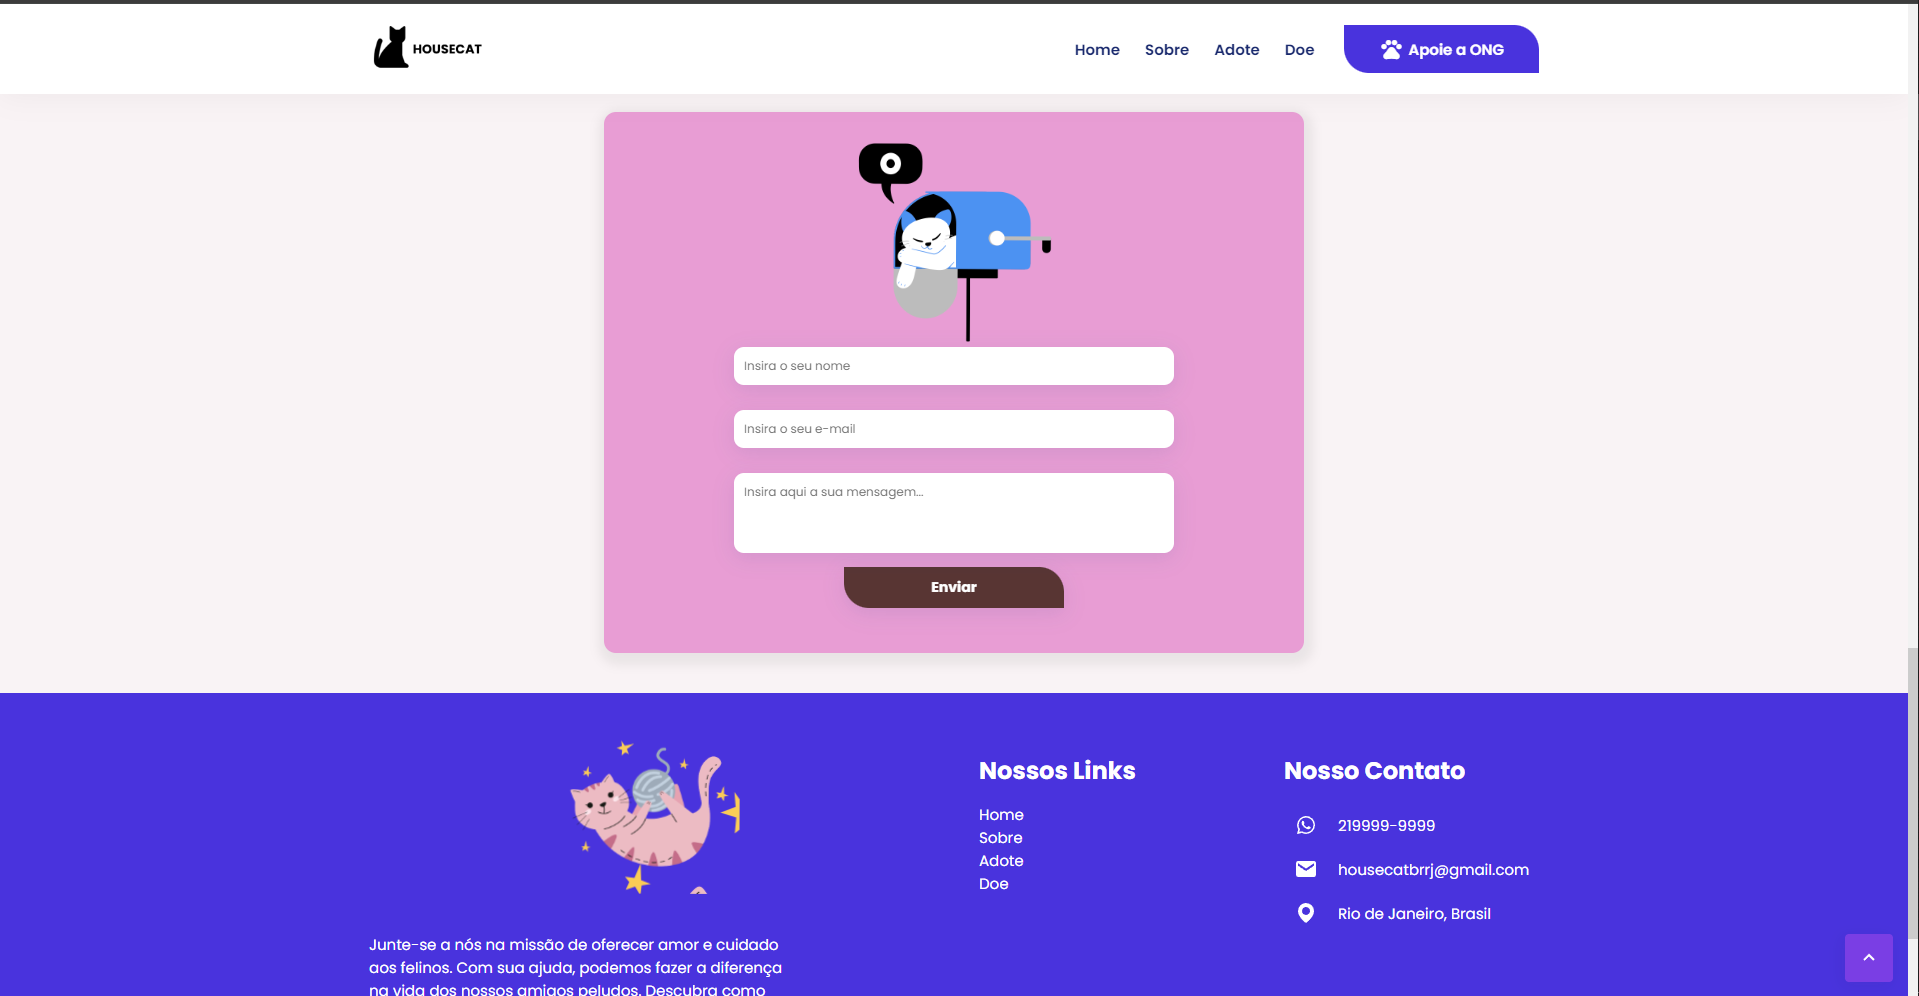 HOUSECAT
Home
Sobre
Adote
Doe
Apoie a ONG
Insira o seu nome
Insira o seu e-mail
Insira aqui a sua mensagem...
Enviar
Nossos Links
Home
Sobre
Adote
Doe
Nosso Contato
219999-9999
housecatbrrj@gmail.com
Rio de Janeiro, Brasil
Junte-se a nós na missão de oferecer amor e cuidado
aos felinos. Com sua ajuda, podemos fazer a diferença
na vida dos nossos amigos peludos. Descubra como